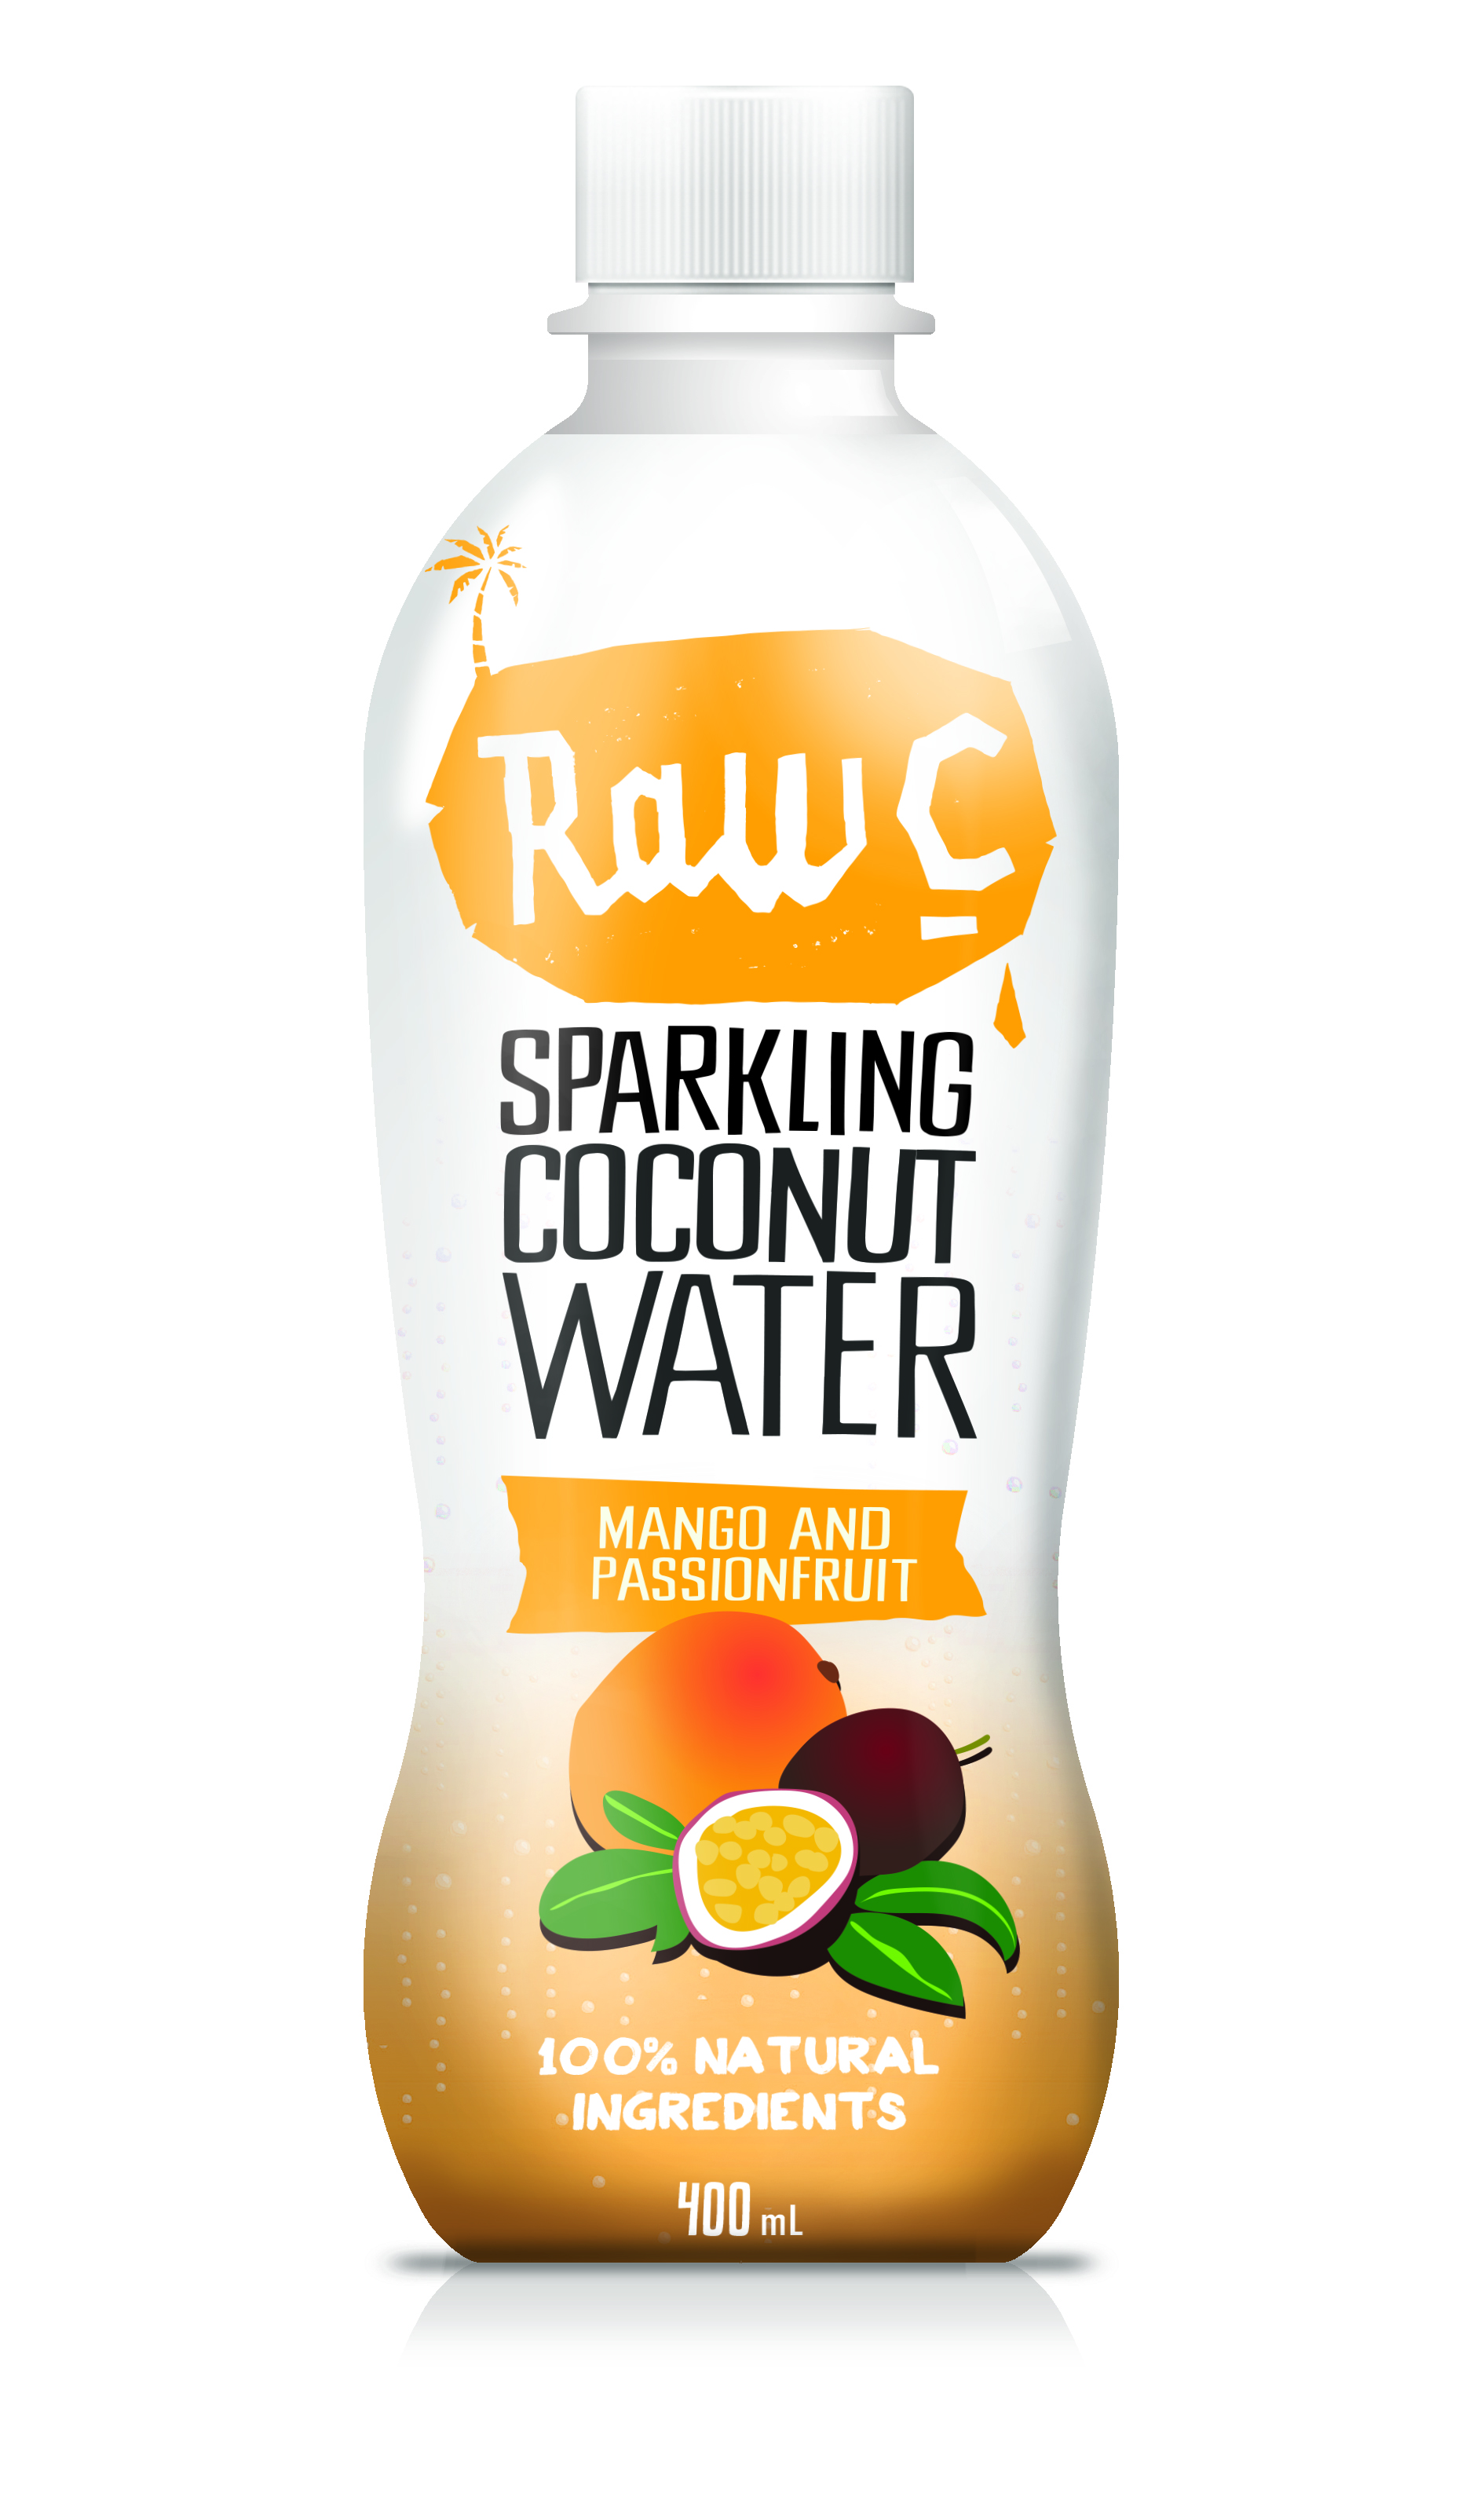 Raw C
SPARKLING
COCONUT
WATER
MANGO AND
PASSIONFRUIT
100% NATURAL
INGREDIENTS
400 mL